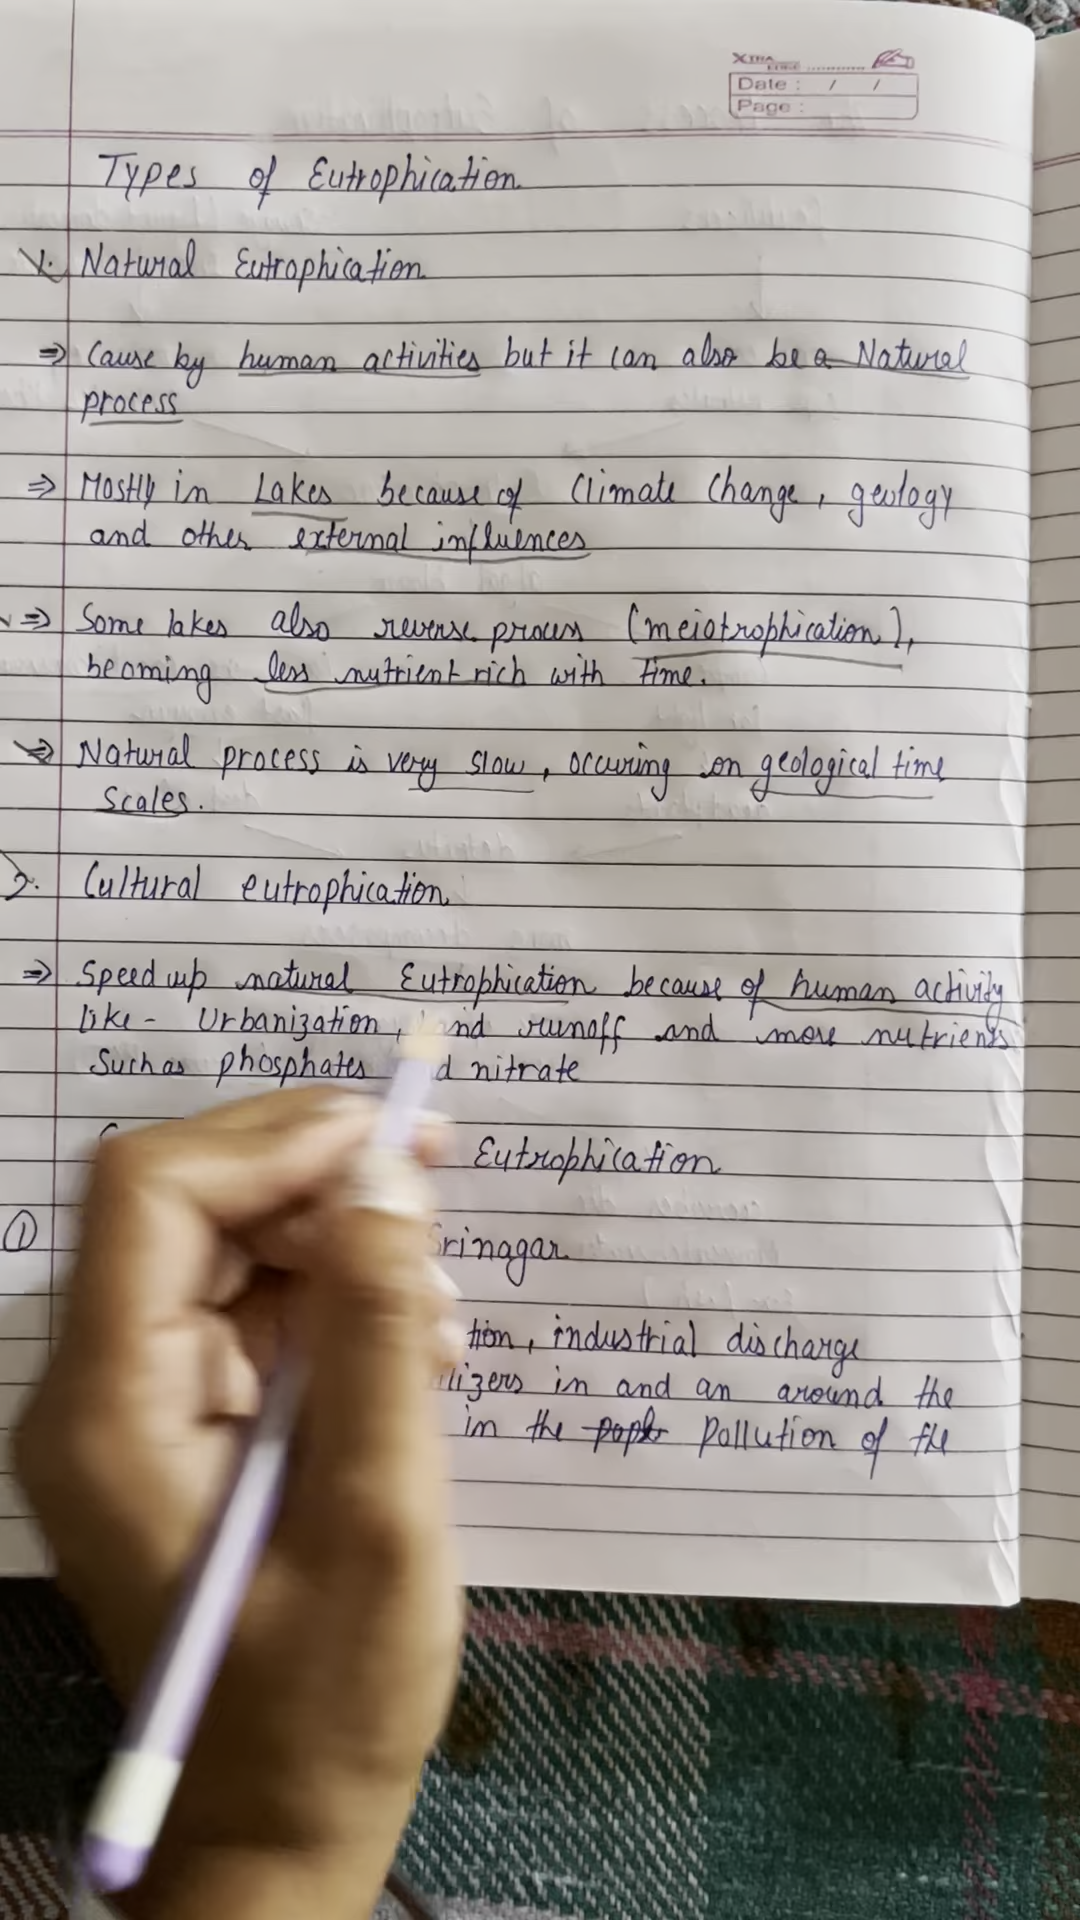 XTRA
Date : / /
Page :
Types of Eutrophication
1. Natural Eutrophication
⇒ Cause by human activities but it can also be a Natural
process
⇒ Mostly in Lakes because of Climate Change, geology
and other external influences
⇒ Some lakes also reverse process (meiotrophication),
beoming less nutrient rich with time.
⇒ Natural process is very slow, occuring on geological time
Scales.
2. Cultural eutrophication
⇒ Speed up natural Eutrophication because of human activity
like - Urbanization, runoff and more nutrients
Such as phosphates nitrate
Eutrophication
① Srinagar
industrial discharge
in and an around the
in the Pollution of the